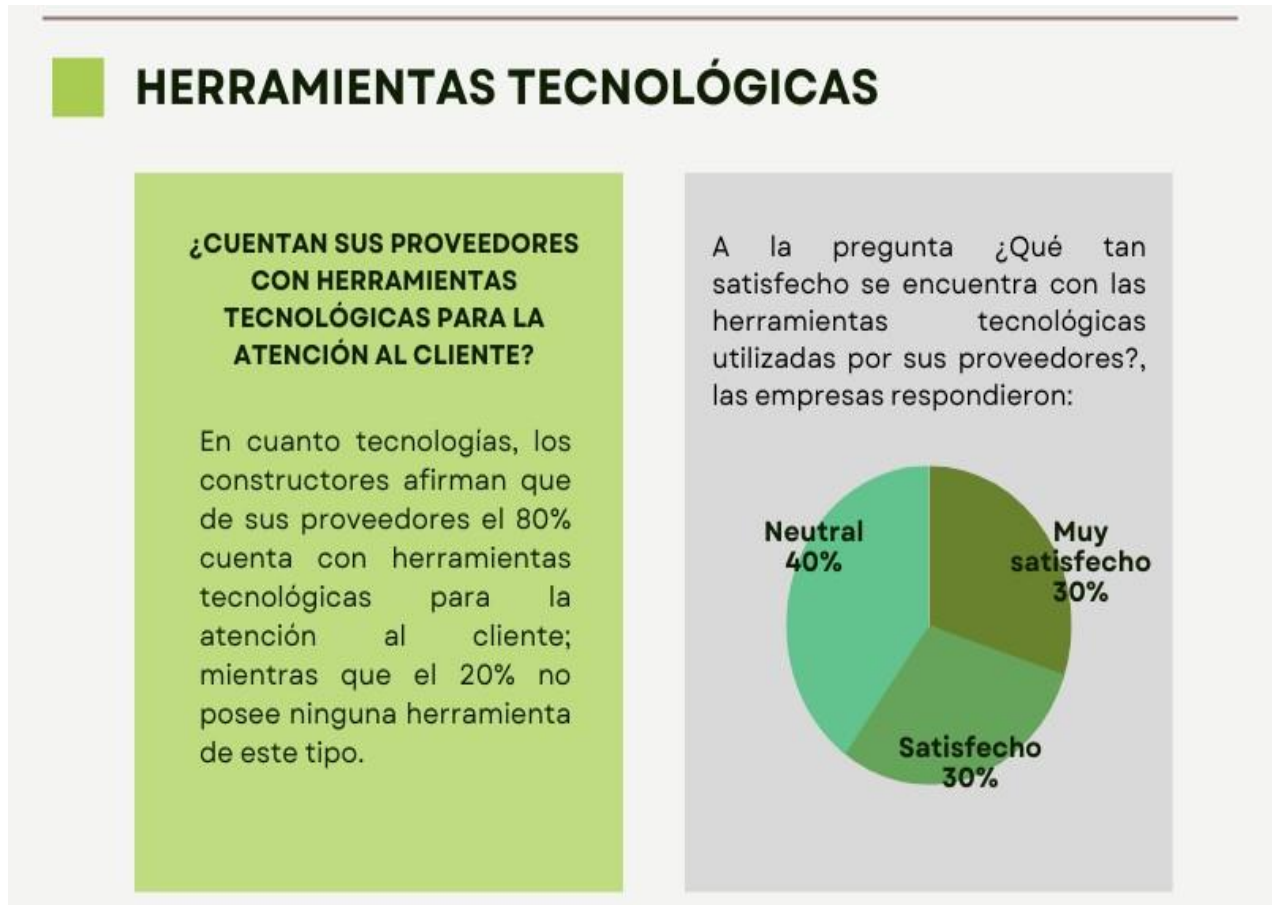 HERRAMIENTAS TECNOLÓGICAS
¿CUENTAN SUS PROVEEDORES
CON HERRAMIENTAS
TECNOLÓGICAS PARA LA
ATENCIÓN AL CLIENTE?
En cuanto tecnologías, los
constructores afirman que
de sus proveedores el 80%
cuenta con herramientas
tecnológicas para la
atención al cliente;
mientras que el 20% no
posee ninguna herramienta
de este tipo.
A la pregunta ¿Qué tan
satisfecho se encuentra con las
herramientas tecnológicas
utilizadas por sus proveedores?,
las empresas respondieron:
Neutral
40%
Muy
satisfecho
30%
Satisfecho
30%